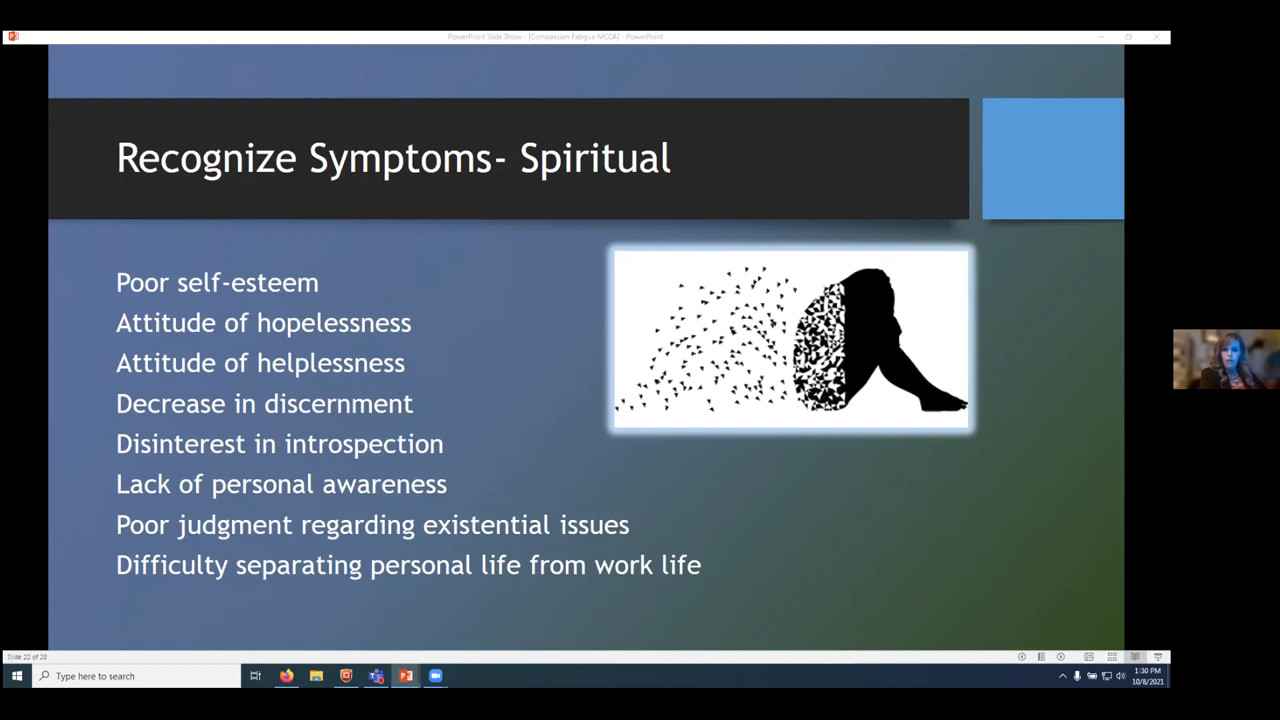 PowerPoint Slide Show - [Compassion Fatigue MCCA] - PowerPoint
Recognize Symptoms- Spiritual
Poor self-esteem
Attitude of hopelessness
Attitude of helplessness
Decrease in discernment
Disinterest in introspection
Lack of personal awareness
Poor judgment regarding existential issues
Difficulty separating personal life from work life
Slide 22 of 28
Type here to search
1:30 PM
10/8/2021